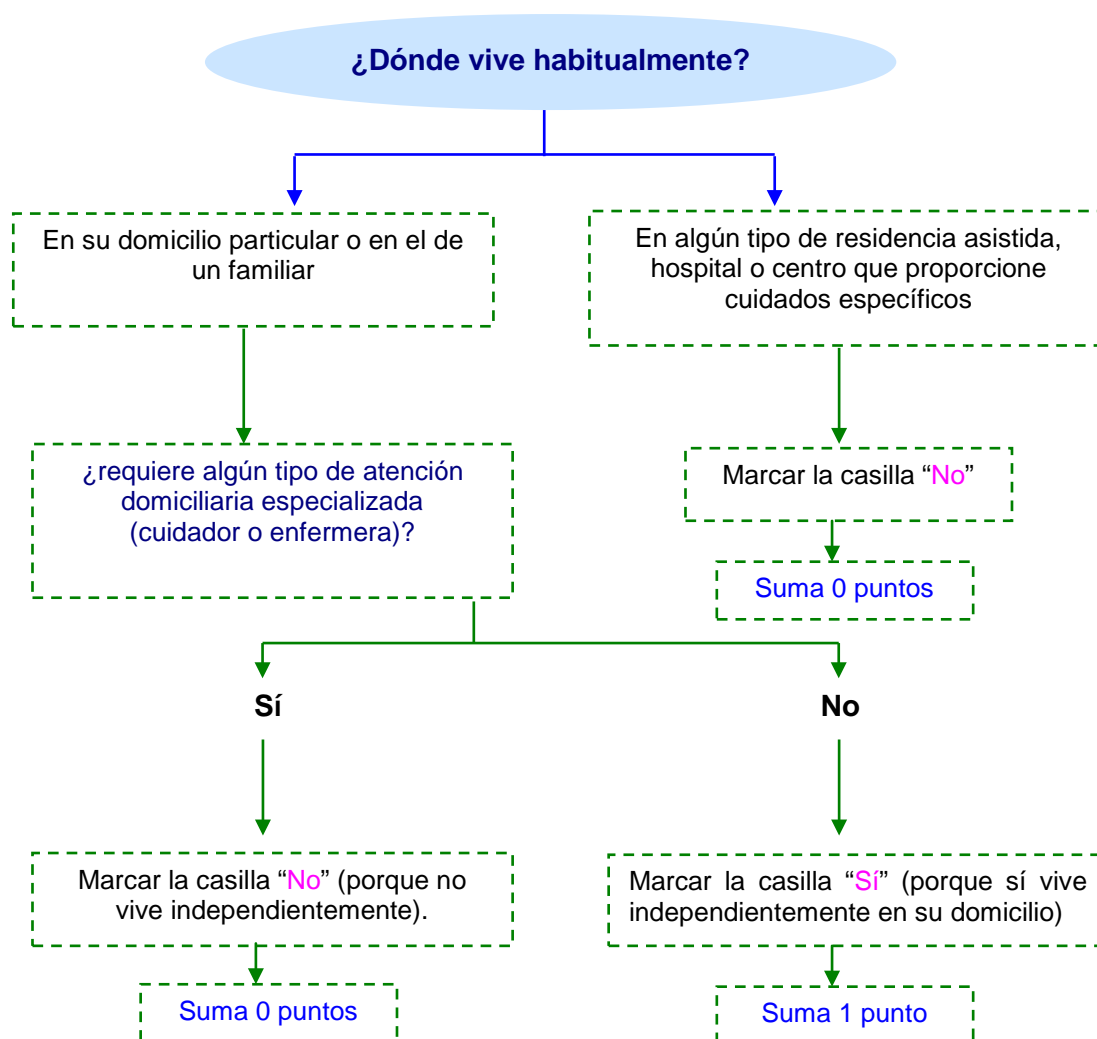 ¿Dónde vive habitualmente?
En su domicilio particular o en el de
un familiar
En algún tipo de residencia asistida,
hospital o centro que proporcione
cuidados específicos
¿requiere algún tipo de atención
domiciliaria especializada
(cuidador o enfermera)?
Marcar la casilla “No”
Suma 0 puntos
Sí
No
Marcar la casilla “No” (porque no
vive independientemente).
Marcar la casilla “Sí” (porque sí vive
independientemente en su domicilio)
Suma 0 puntos
Suma 1 punto